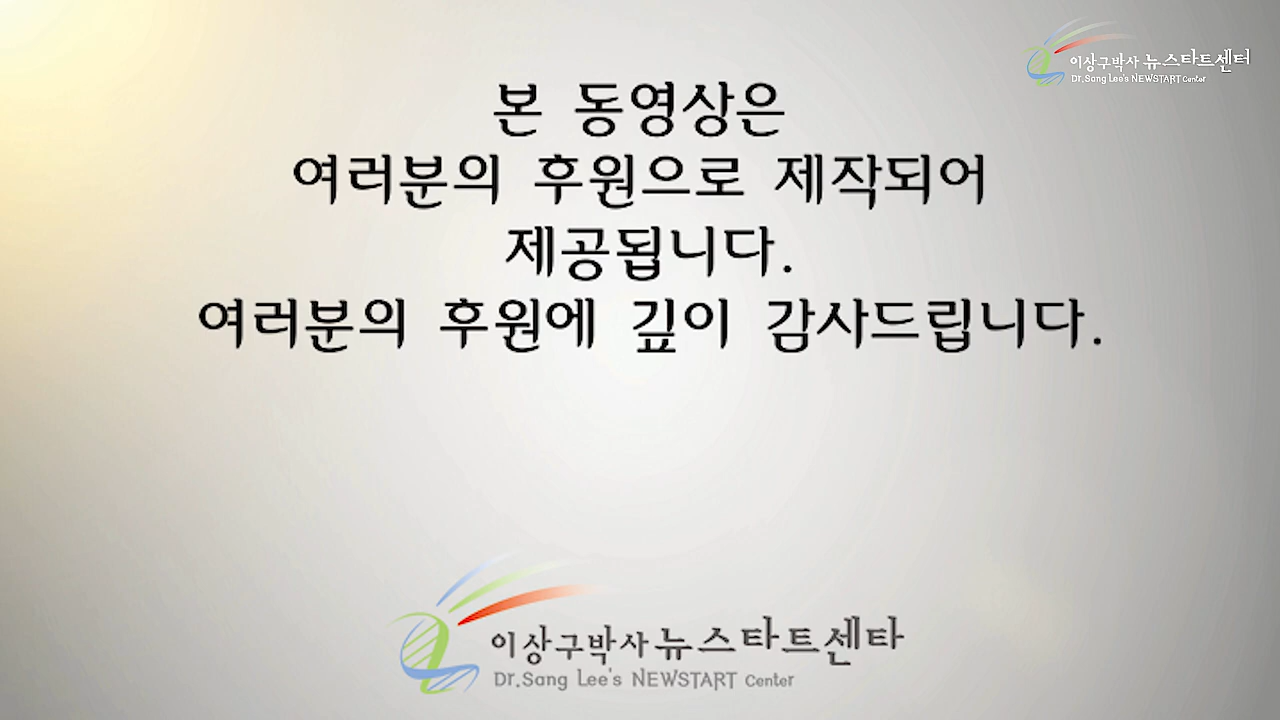 이상구박사 뉴스타트센터
Dr.Sang Lee's NEWSTART Center
본 동영상은
여러분의 후원으로 제작되어
제공됩니다.
여러분의 후원에 깊이 감사드립니다.
이상구박사 뉴스타트센타
Dr.Sang Lee's NEWSTART Center